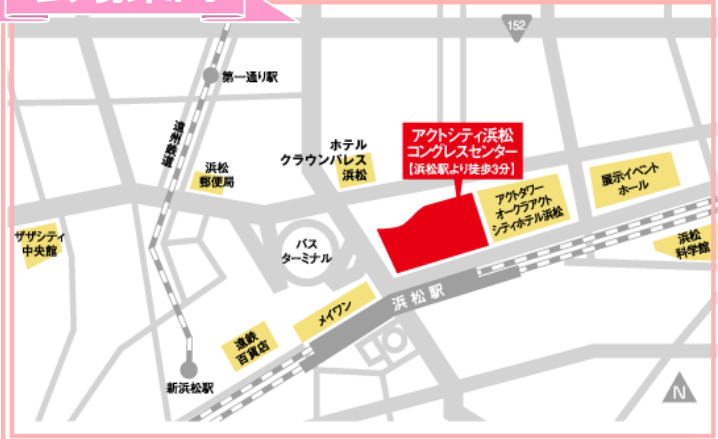 152
第一通り駅
遠州鉄道
浜松
郵便局
ホテル
クラウンパレス
浜松
アクトシティ浜松
コングレスセンター
【浜松駅より徒歩3分】
アクトタワー
オークラアクト
シティホテル浜松
展示イベント
ホール
ザザシティ
中央館
バス
ターミナル
浜松
科学館
浜松駅
メイワン
遠鉄
百貨店
新浜松駅
N